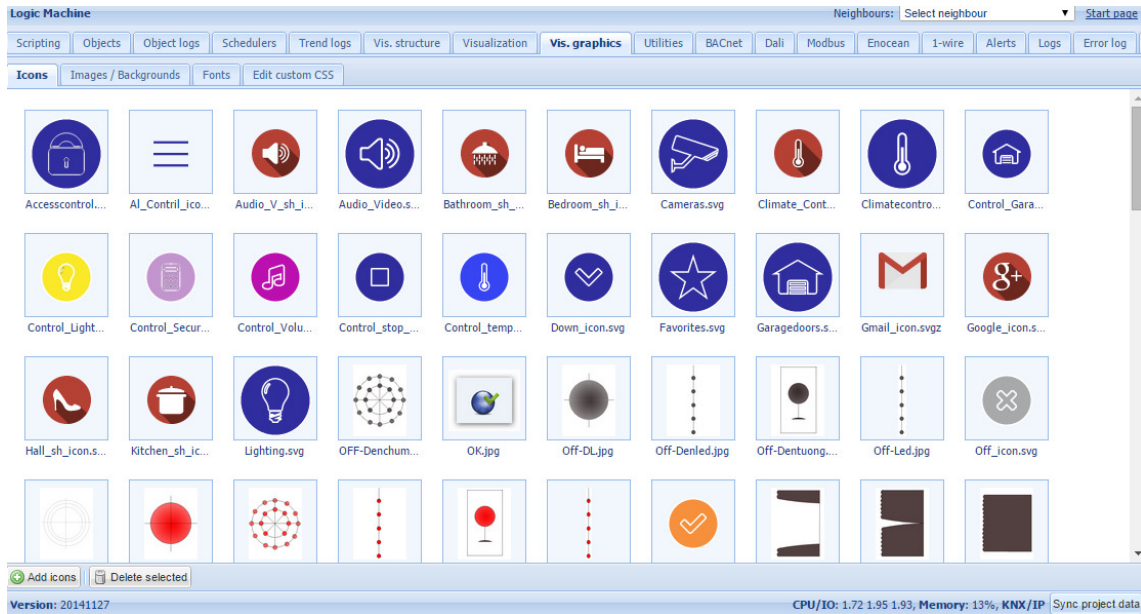 Logic Machine Neighbours: Select neighbour Start page
Scripting Objects Object logs Schedulers Trend logs Vis. structure Visualization Vis. graphics Utilities BACnet Dali Modbus Enocean 1-wire Alerts Logs Error log
Icons Images / Backgrounds Fonts Edit custom CSS
Accesscontrol.... Al_Contril_ico... Audio_V_sh_i... Audio_Video.s... Bathroom_sh_... Bedroom_sh_i... Cameras.svg Climate_Cont... Climatecontro... Control_Gara...
Control_Light... Control_Secur... Control_Volu... Control_stop_... Control_temp... Down_icon.svg Favorites.svg Garagedoors.s... Gmail_icon.svgz Google_icon.s...
Hall_sh_icon.s... Kitchen_sh_ic... Lighting.svg OFF-Denchum... OK.jpg Off-DL.jpg Off-Denled.jpg Off-Dentuong.... Off-Led.jpg Off_icon.svg
Add icons Delete selected
Version: 20141127 CPU/IO: 1.72 1.95 1.93, Memory: 13%, KNX/IP Sync project data